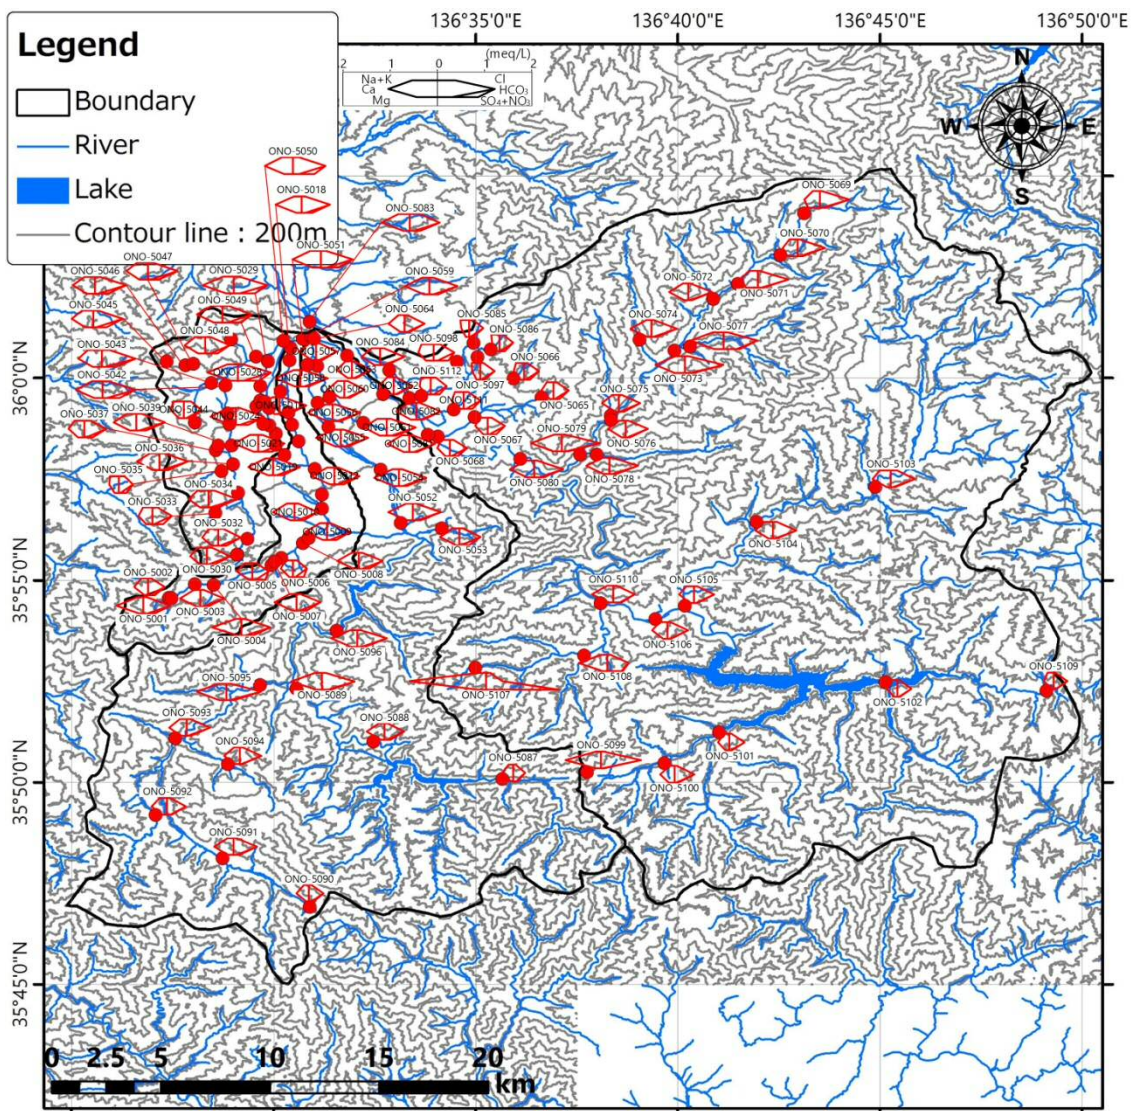 136°35'0"E 136°40'0"E 136°45'0"E 136°50'0"E
Legend
Boundary
River
Lake
Contour line : 200m
(meq/L)
2 1 0 1 2
Na+K Cl
Ca HCO₃
Mg SO₄+NO₃
N
W E
S
ONO-5050
ONO-5018
ONO-5083
ONO-5051
ONO-5069
ONO-5070
ONO-5047
ONO-5046
ONO-5029
ONO-5059
ONO-5072
ONO-5071
ONO-5045
ONO-5049
ONO-5064
ONO-5085
ONO-5086
ONO-5074
ONO-5077
ONO-5048
ONO-5084
ONO-5098
ONO-5043
ONO-5066
ONO-5073
36°0'0"N
ONO-5042
ONO-5028
ONO-5112
ONO-5097
ONO-5075
ONO-5065
ONO-5037
ONO-5039
ONO-5044
ONO-5067
ONO-5079
ONO-5076
ONO-5036
ONO-5068
ONO-5035
ONO-5080
ONO-5078
ONO-5103
ONO-5034
ONO-5052
ONO-5033
ONO-5032
ONO-5053
ONO-5104
ONO-5002
ONO-5030
ONO-5005
ONO-5006
ONO-5008
35°55'0"N
ONO-5110
ONO-5105
ONO-5001
ONO-5003
ONO-5007
ONO-5004
ONO-5096
ONO-5106
ONO-5095
ONO-5089
ONO-5107
ONO-5108
ONO-5109
ONO-5102
ONO-5093
ONO-5088
ONO-5094
ONO-5087
ONO-5099
ONO-5101
ONO-5100
35°50'0"N
ONO-5092
ONO-5091
ONO-5090
35°45'0"N
0 2.5 5 10 15 20
km